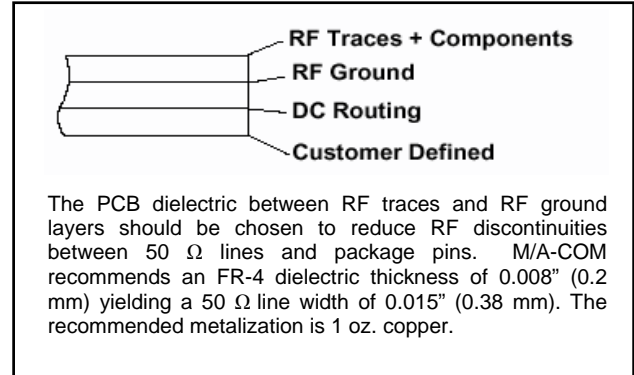 RF Traces + Components
RF Ground
DC Routing
Customer Defined
The PCB dielectric between RF traces and RF ground
layers should be chosen to reduce RF discontinuities
between 50 Ω lines and package pins. M/A-COM
recommends an FR-4 dielectric thickness of 0.008” (0.2
mm) yielding a 50 Ω line width of 0.015” (0.38 mm). The
recommended metalization is 1 oz. copper.